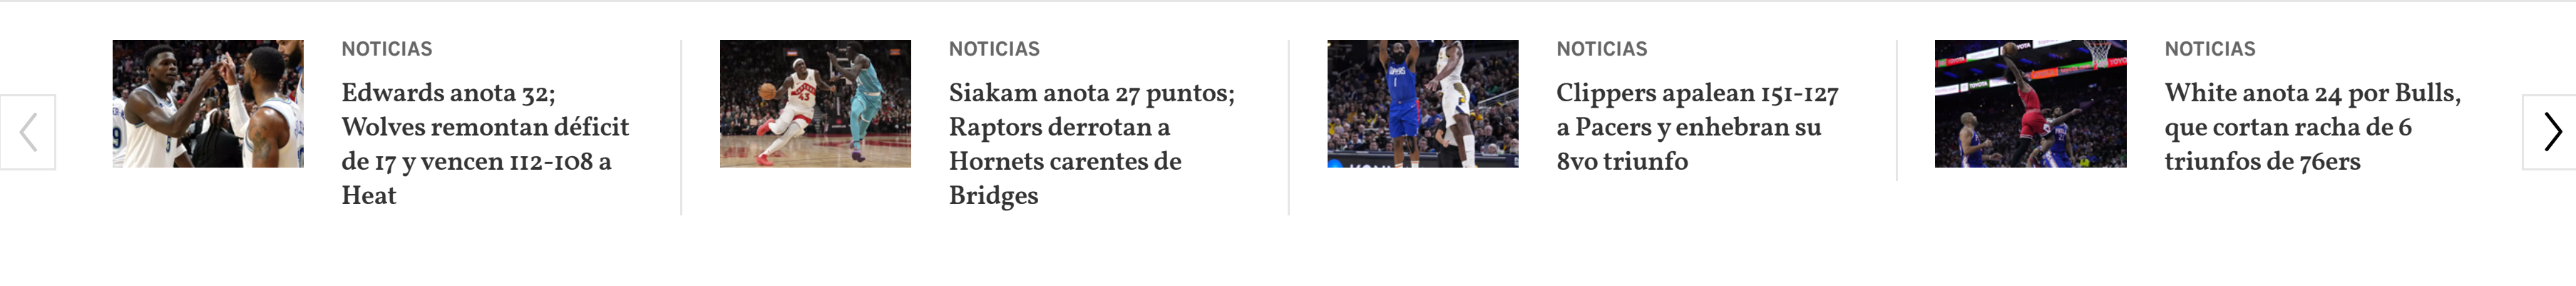 NOTICIAS
Edwards anota 32;
Wolves remontan déficit
de 17 y vencen 112-108 a
Heat
NOTICIAS
Siakam anota 27 puntos;
Raptors derrotan a
Hornets carentes de
Bridges
NOTICIAS
Clippers apalean 151-127
a Pacers y enhebran su
8vo triunfo
NOTICIAS
White anota 24 por Bulls,
que cortan racha de 6
triunfos de 76ers